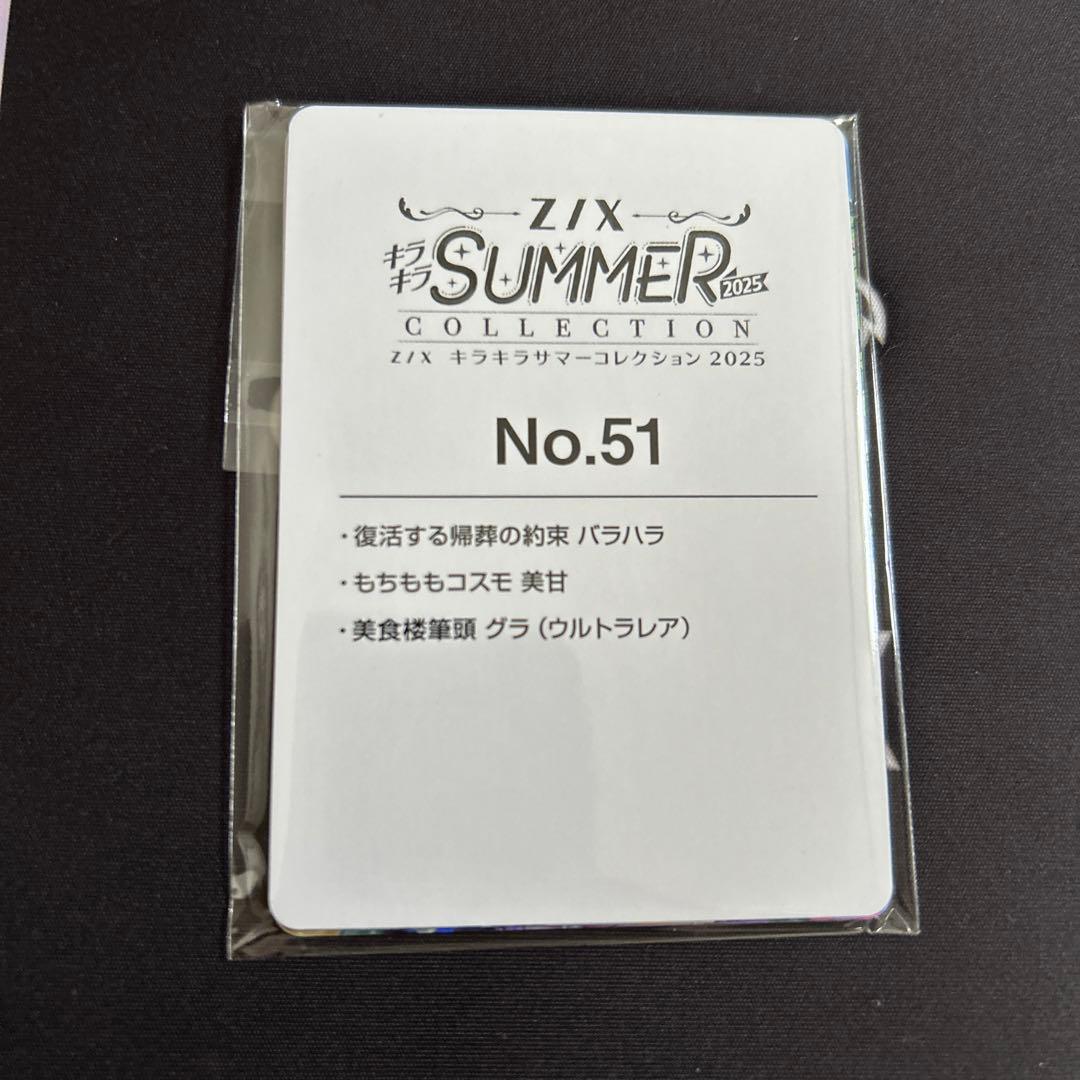 Z/X
キラキラ SUMMER 2025
COLLECTION
Z/X キラキラサマーコレクション 2025
No.51
・復活する帰葬の約束 バラハラ
・もちももコスモ 美甘
・美食楼筆頭 グラ（ウルトラレア）